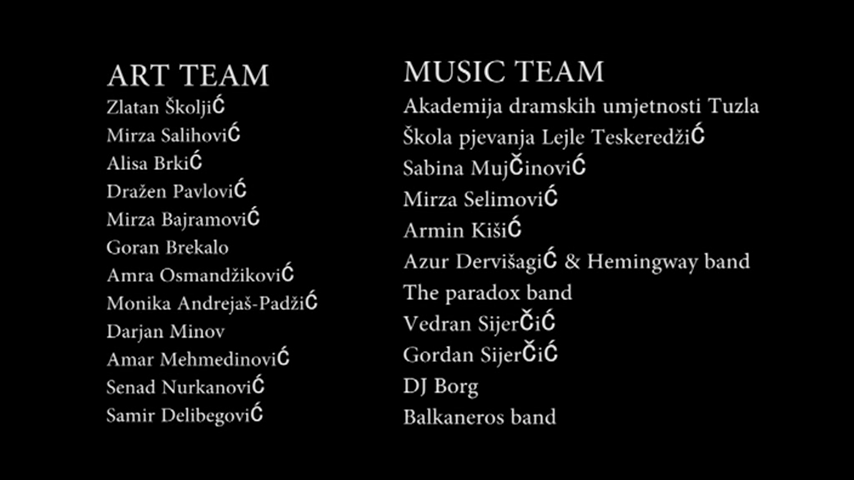 ART TEAM
Zlatan Školjić
Mirza Salihović
Alisa Brkić
Dražen Pavlović
Mirza Bajramović
Goran Brekalo
Amra Osmandžiković
Monika Andrejaš-Padžić
Darjan Minov
Amar Mehmedinović
Senad Nurkanović
Samir Delibegović
MUSIC TEAM
Akademija dramskih umjetnosti Tuzla
Škola pjevanja Lejle Teskeredžić
Sabina Mujčinović
Mirza Selimović
Armin Kišić
Azur Dervišagić & Hemingway band
The paradox band
Vedran Sijerčić
Gordan Sijerčić
DJ Borg
Balkaneros band